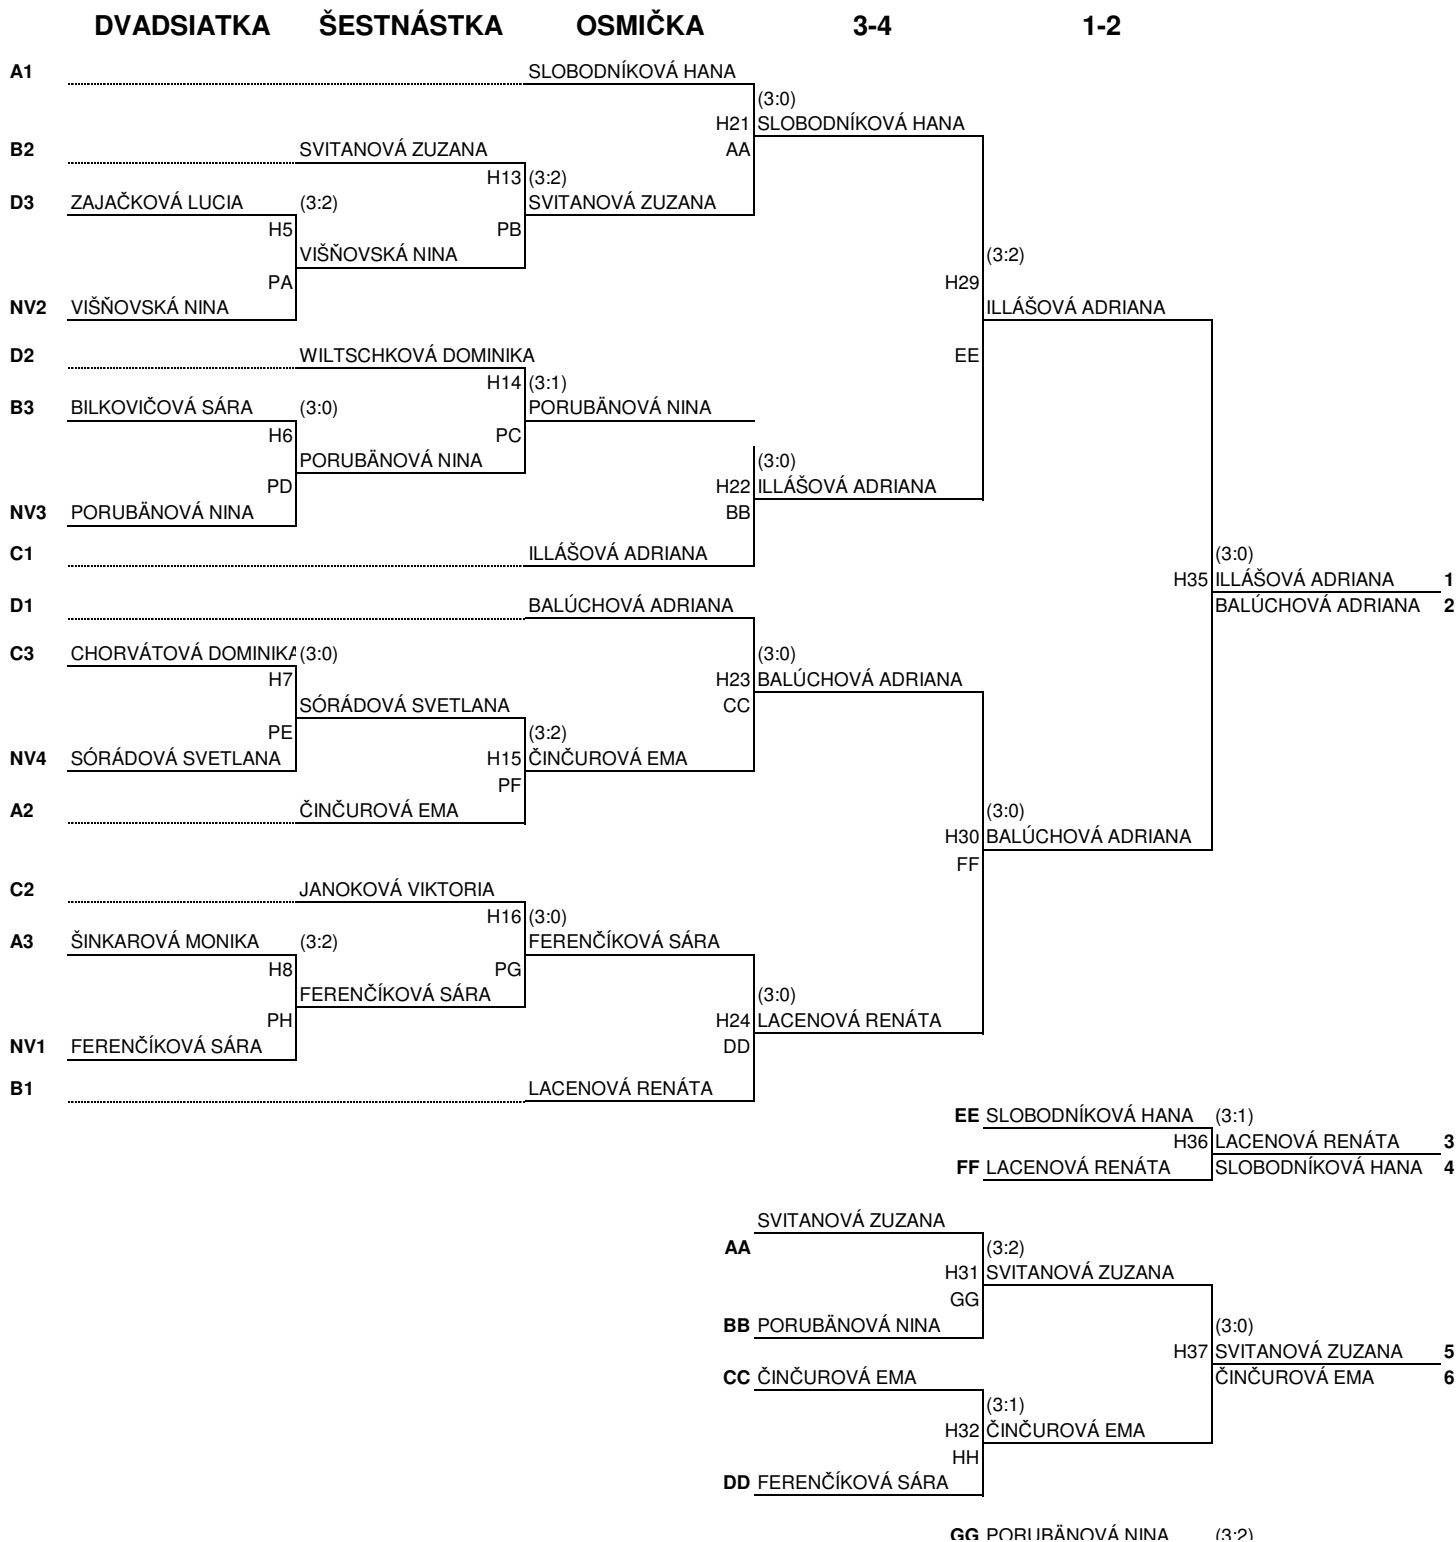 DVADSIATKA ŠESTNÁSTKA OSMIČKA 3-4 1-2
A1 SLOBODNÍKOVÁ HANA
(3:0)
H21 SLOBODNÍKOVÁ HANA
B2 SVITANOVÁ ZUZANA AA
H13 (3:2)
D3 ZAJAČKOVÁ LUCIA (3:2) SVITANOVÁ ZUZANA
H5 PB
VIŠŇOVSKÁ NINA (3:2)
PA H29
NV2 VIŠŇOVSKÁ NINA ILLÁŠOVÁ ADRIANA
D2 WILTSCHKOVÁ DOMINIKA EE
H14 (3:1)
B3 BILKOVIČOVÁ SÁRA (3:0) PORUBÄNOVÁ NINA
H6 PC
PORUBÄNOVÁ NINA (3:0)
PD H22 ILLÁŠOVÁ ADRIANA
NV3 PORUBÄNOVÁ NINA BB
C1 ILLÁŠOVÁ ADRIANA (3:0)
H35 ILLÁŠOVÁ ADRIANA 1
D1 BALÚCHOVÁ ADRIANA BALÚCHOVÁ ADRIANA 2
C3 CHORVÁTOVÁ DOMINIKA (3:0) (3:0)
H7 H23 BALÚCHOVÁ ADRIANA
SÓRÁDOVÁ SVETLANA CC
PE (3:2)
NV4 SÓRÁDOVÁ SVETLANA H15 ČINČUROVÁ EMA
PF
A2 ČINČUROVÁ EMA (3:0)
H30 BALÚCHOVÁ ADRIANA
FF
C2 JANOKOVÁ VIKTORIA
H16 (3:0)
A3 ŠINKAROVÁ MONIKA (3:2) FERENČÍKOVÁ SÁRA
H8 PG
FERENČÍKOVÁ SÁRA (3:0)
PH H24 LACENOVÁ RENÁTA
NV1 FERENČÍKOVÁ SÁRA DD
B1 LACENOVÁ RENÁTA
EE SLOBODNÍKOVÁ HANA (3:1)
H36 LACENOVÁ RENÁTA 3
FF LACENOVÁ RENÁTA SLOBODNÍKOVÁ HANA 4
SVITANOVÁ ZUZANA
AA (3:2)
H31 SVITANOVÁ ZUZANA
GG
BB PORUBÄNOVÁ NINA (3:0)
H37 SVITANOVÁ ZUZANA 5
CC ČINČUROVÁ EMA ČINČUROVÁ EMA 6
(3:1)
H32 ČINČUROVÁ EMA
HH
DD FERENČÍKOVÁ SÁRA
GG PORUBÄNOVÁ NINA (3:2)